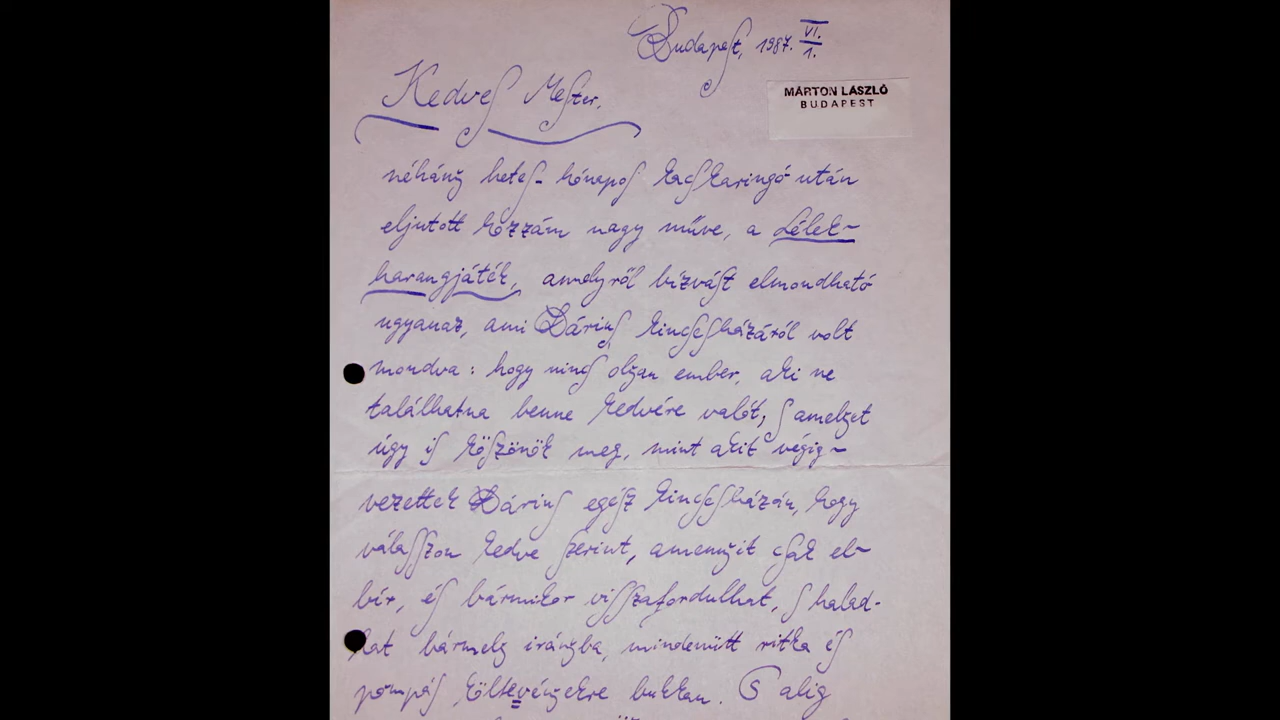 Budapest, 1987. VI. 1.
MÁRTON LÁSZLÓ
BUDAPEST
Kedves Mester,
néhány hetes-hónapos kacskaringó után
eljutott hozzám nagy műve, a Lélek-
harangjáték, amelyről bízvást elmondható
ugyanaz, ami Dárius kincsesházáról volt
mondva: hogy nincs olyan ember, aki ne
találhatna benne kedvére valót; s amelyet
úgy is köszönök meg, mint akit végig-
vezettek Dárius egész kincsesházán, hogy
válasszon kedve szerint, amennyit csak el-
bír, és bármikor visszafordulhat, s halad-
hat bármely irányba, mindenütt ritka és
pompás költeményekre bukkan. S alig